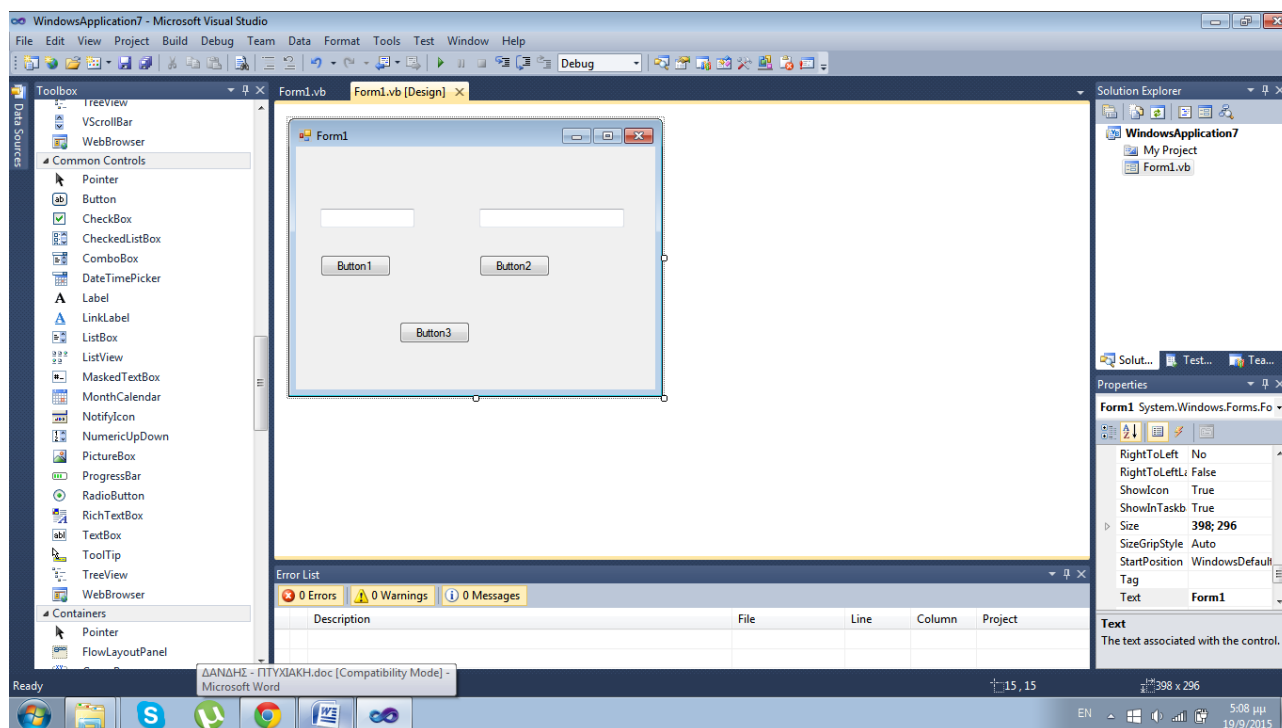 WindowsApplication7 - Microsoft Visual Studio
File Edit View Project Build Debug Team Data Format Tools Test Window Help
Debug
Data Sources
Toolbox
TreeView
VScrollBar
WebBrowser
Common Controls
Pointer
Button
CheckBox
CheckedListBox
ComboBox
DateTimePicker
Label
LinkLabel
ListBox
ListView
MaskedTextBox
MonthCalendar
NotifyIcon
NumericUpDown
PictureBox
ProgressBar
RadioButton
RichTextBox
TextBox
ToolTip
TreeView
WebBrowser
Containers
Pointer
FlowLayoutPanel
Form1.vb Form1.vb [Design]
Form1
Button1 Button2
Button3
Error List
0 Errors 0 Warnings 0 Messages
Description File Line Column Project
Solution Explorer
WindowsApplication7
My Project
Form1.vb
Solut... Test... Tea...
Properties
Form1 System.Windows.Forms.Fo
RightToLeft No
RightToLeftLa False
ShowIcon True
ShowInTaskb True
Size 398; 296
SizeGripStyle Auto
StartPosition WindowsDefault
Tag
Text Form1
Text
The text associated with the control.
ΔΑΝΔΗΣ - ΠΤΥΧΙΑΚΗ.doc [Compatibility Mode] -
Microsoft Word
Ready 15 , 15 398 x 296
EN 5:08 μμ
19/9/2015